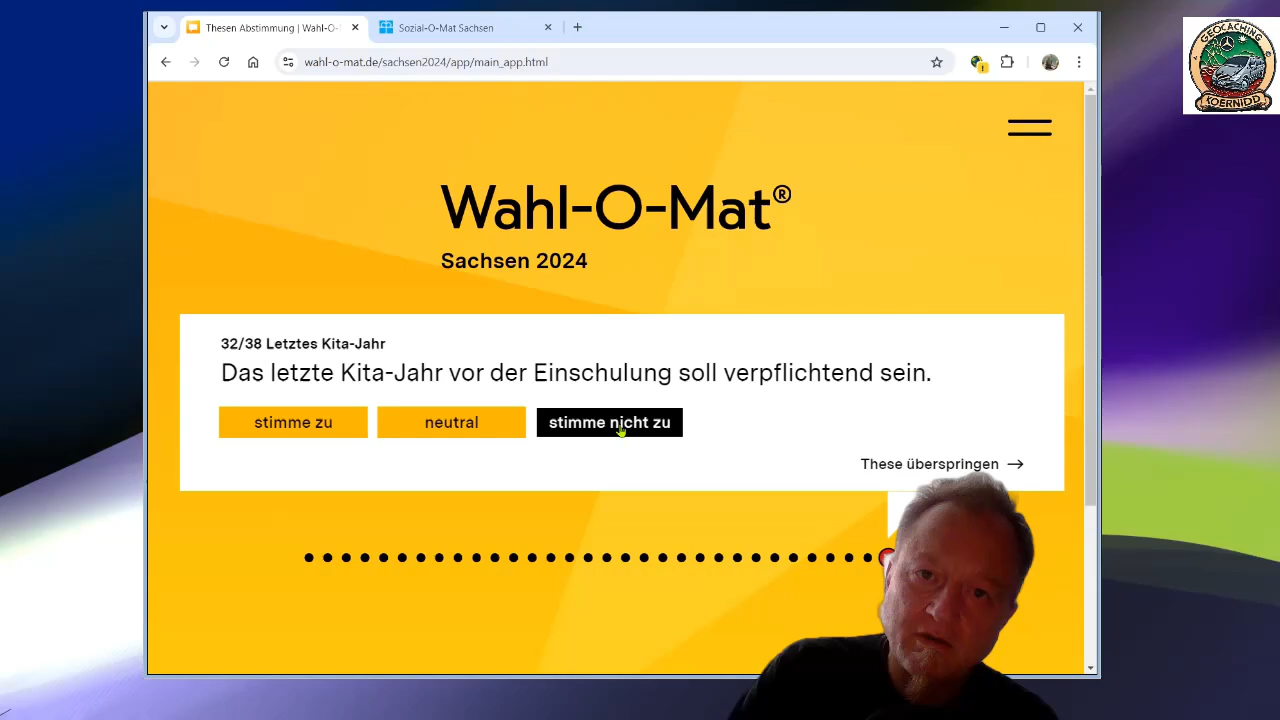 Thesen Abstimmung | Wahl-O-
Sozial-O-Mat Sachsen
wahl-o-mat.de/sachsen2024/app/main_app.html
GEOCACHING
KOERNIDD
Wahl-O-Mat®
Sachsen 2024
32/38 Letztes Kita-Jahr
Das letzte Kita-Jahr vor der Einschulung soll verpflichtend sein.
stimme zu
neutral
stimme nicht zu
These überspringen →